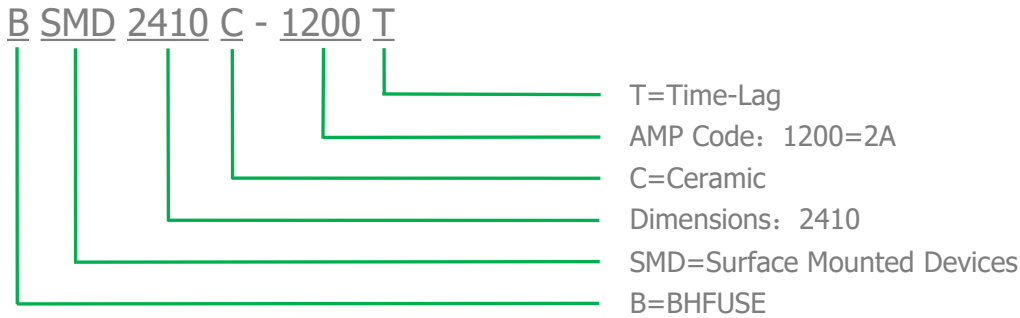 B SMD 2410 C - 1200 T
T=Time-Lag
AMP Code：1200=2A
C=Ceramic
Dimensions：2410
SMD=Surface Mounted Devices
B=BHFUSE